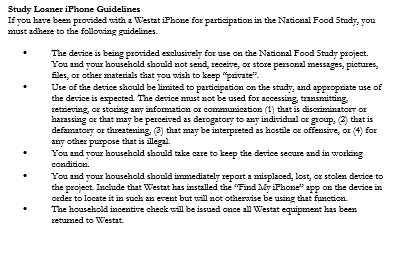 Study Loaner iPhone Guidelines
If you have been provided with a Westat iPhone for participation in the National Food Study, you
must adhere to the following guidelines.
• The device is being provided exclusively for use on the National Food Study project.
You and your household should not send, receive, or store personal messages, pictures,
files, or other materials that you wish to keep “private”.
• Use of the device should be limited to participation on the study, and appropriate use of
the device is expected. The device must not be used for accessing, transmitting,
retrieving, or storing any information or communication (1) that is discriminatory or
harassing or that may be perceived as derogatory to any individual or group, (2) that is
defamatory or threatening, (3) that may be interpreted as hostile or offensive, or (4) for
any other purpose that is illegal.
• You and your household should take care to keep the device secure and in working
condition.
• You and your household should immediately report a misplaced, lost, or stolen device to
the project. Include that Westat has installed the “Find My iPhone” app on the device in
order to locate it in such an event but will not otherwise be using that function.
• The household incentive check will be issued once all Westat equipment has been
returned to Westat.